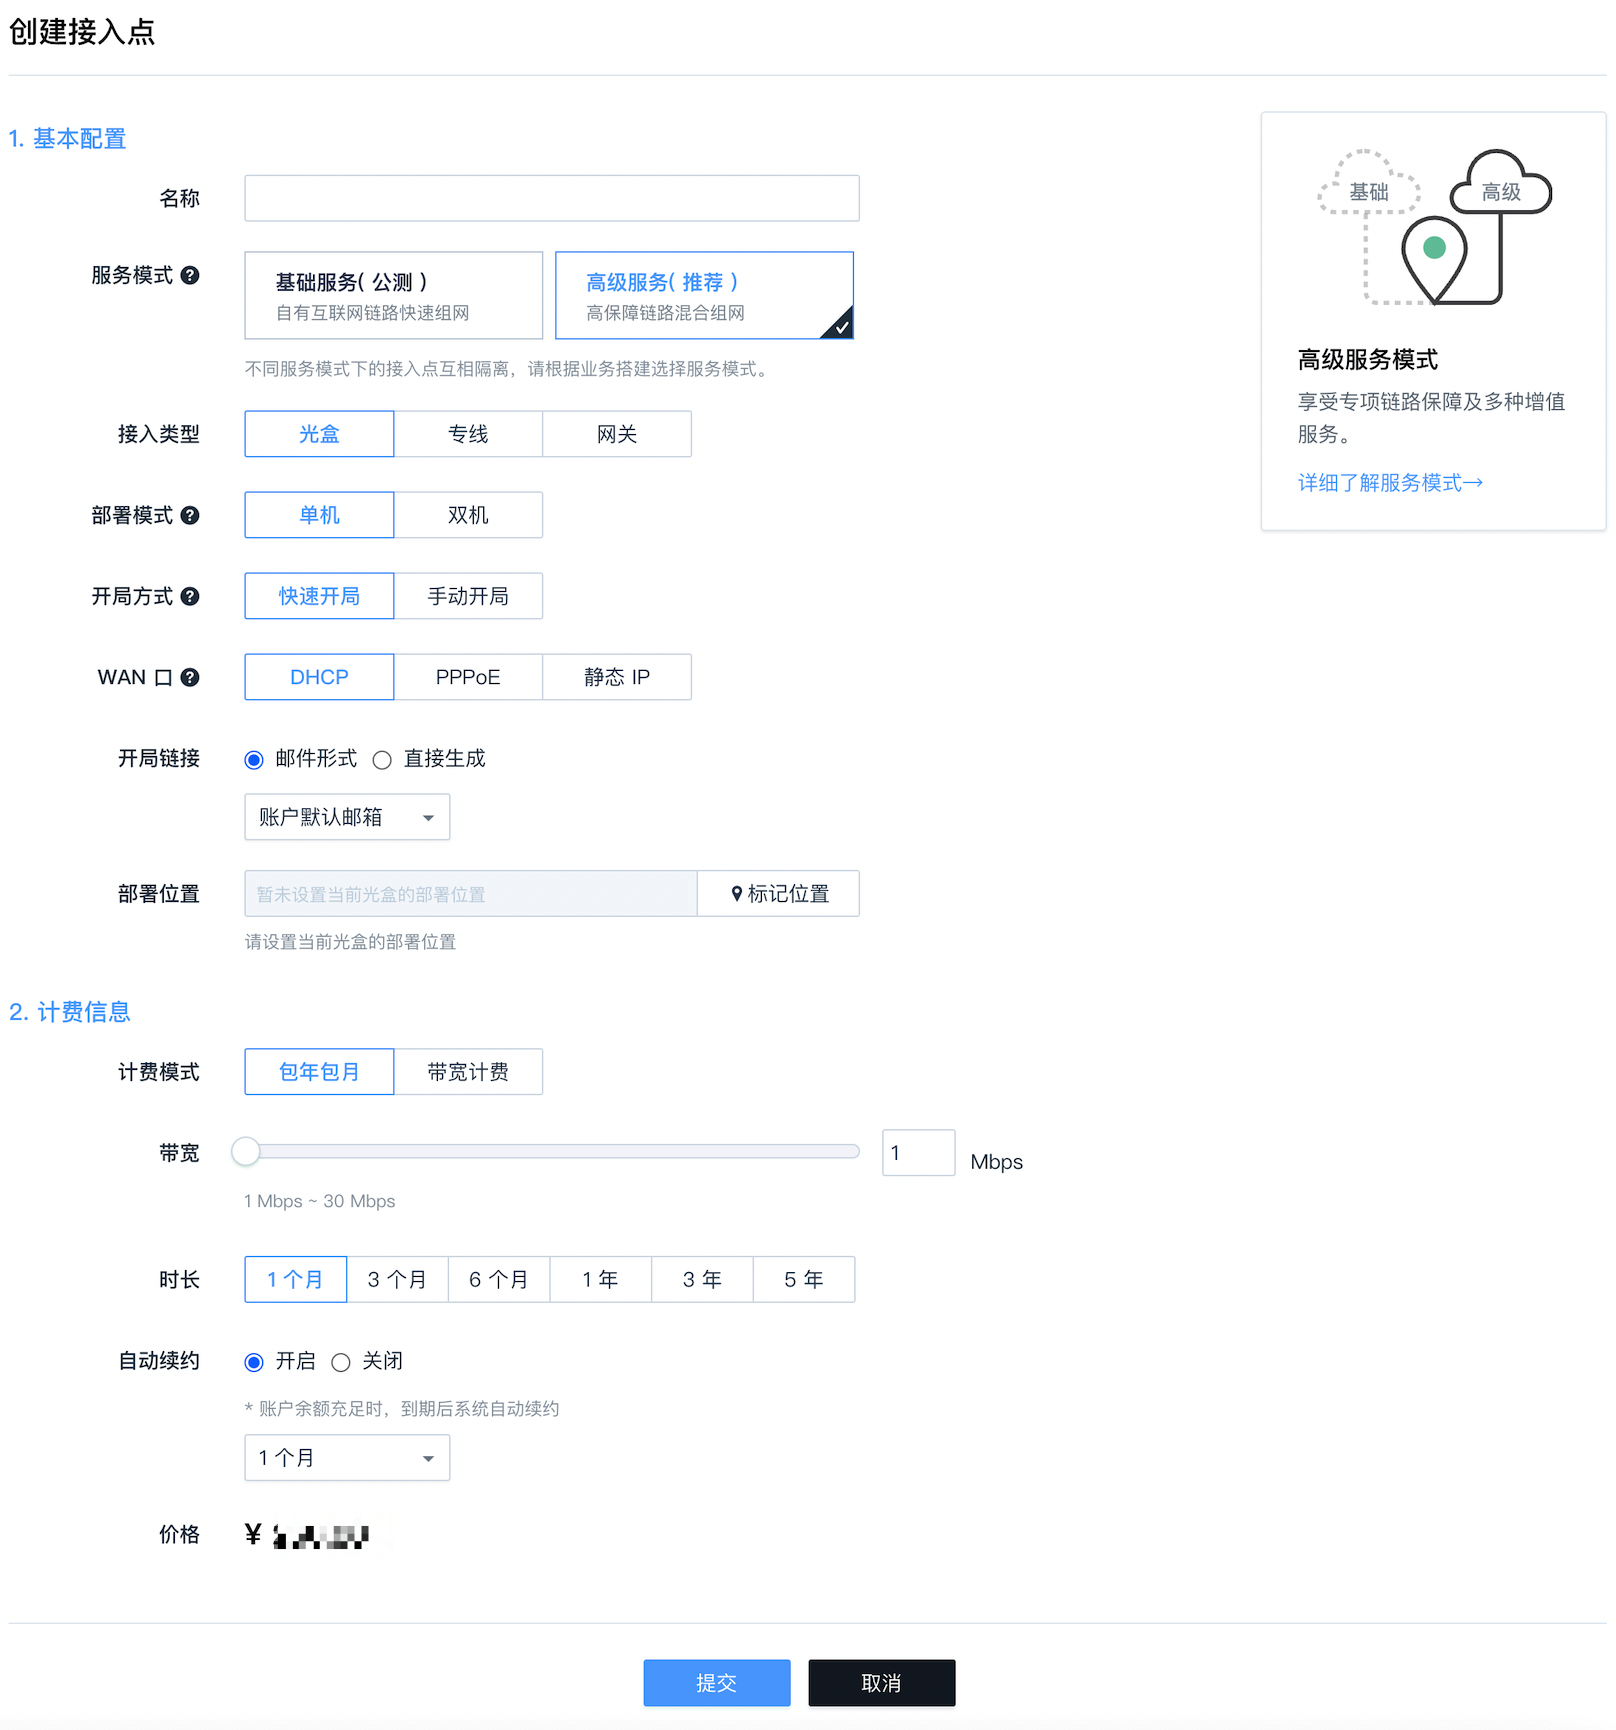 创建接入点
1. 基本配置
名称
服务模式
基础服务( 公测 )
自有互联网链路快速组网
高级服务( 推荐 )
高保障链路混合组网
不同服务模式下的接入点互相隔离，请根据业务搭建选择服务模式。
接入类型 光盒 专线 网关
部署模式 单机 双机
开局方式 快速开局 手动开局
WAN 口 DHCP PPPoE 静态 IP
开局链接 邮件形式 直接生成
账户默认邮箱
部署位置 暂未设置当前光盒的部署位置 标记位置
请设置当前光盒的部署位置
基础 高级
高级服务模式
享受专项链路保障及多种增值
服务。
详细了解服务模式→
2. 计费信息
计费模式 包年包月 带宽计费
带宽 1 Mbps
1 Mbps ~ 30 Mbps
时长 1 个月 3 个月 6 个月 1 年 3 年 5 年
自动续约 开启 关闭
* 账户余额充足时，到期后系统自动续约
1 个月
价格 ¥
提交 取消